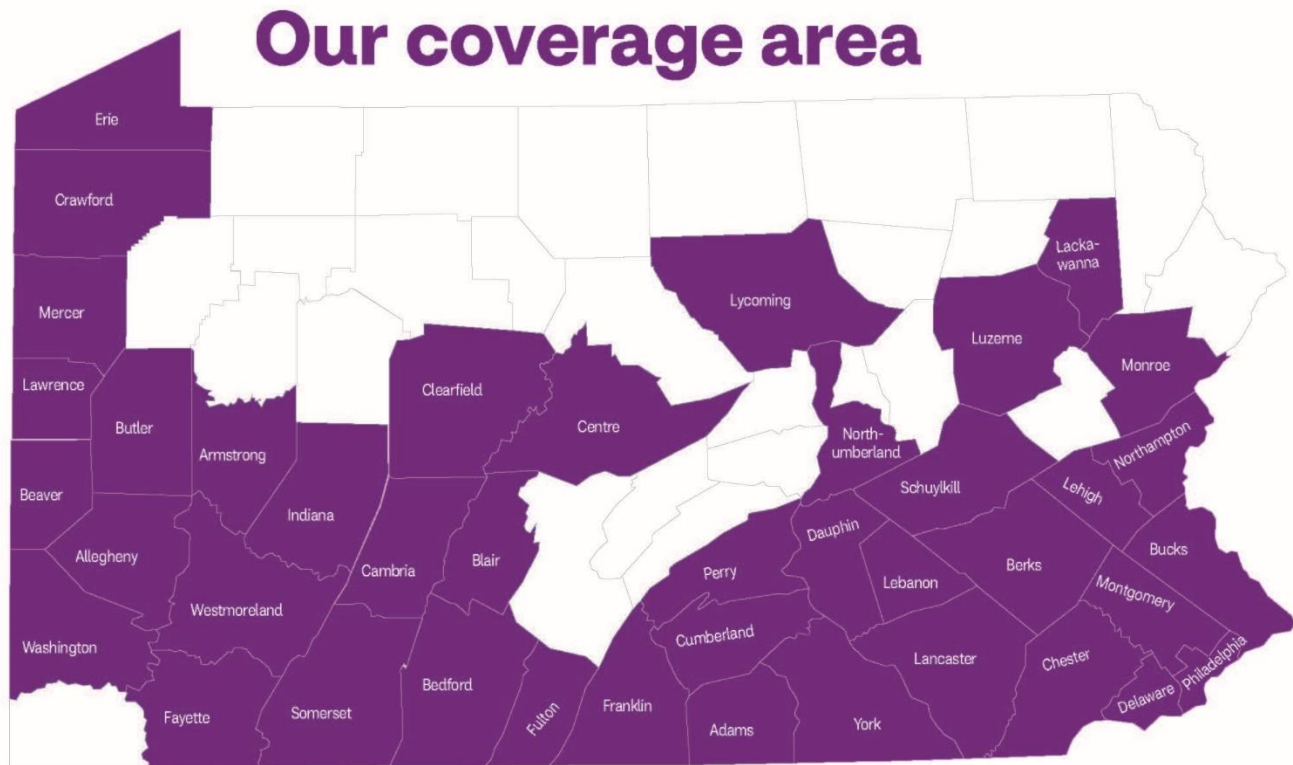 Our coverage area
Erie
Crawford
Lacka-
wanna
Lycoming
Mercer
Luzerne
Monroe
Lawrence
Clearfield
Butler
Centre
Armstrong
North-
umberland
Northampton
Beaver
Schuylkill
Lehigh
Indiana
Dauphin
Allegheny
Blair
Bucks
Cambria
Perry
Lebanon
Berks
Montgomery
Westmoreland
Washington
Cumberland
Lancaster
Chester
Philadelphia
Bedford
Delaware
Fayette
Somerset
Fulton
Franklin
Adams
York